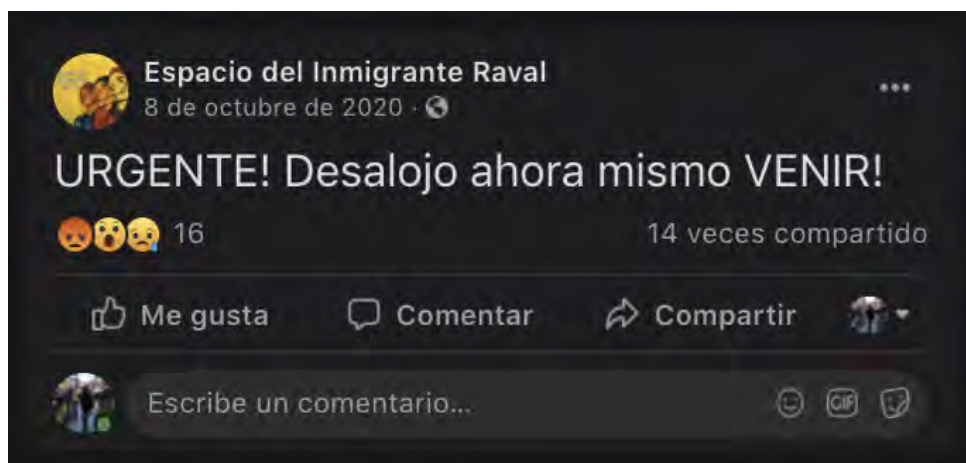 Espacio del Inmigrante Raval
8 de octubre de 2020 ·
URGENTE! Desalojo ahora mismo VENIR!
16 14 veces compartido
Me gusta Comentar Compartir
Escribe un comentario... GIF